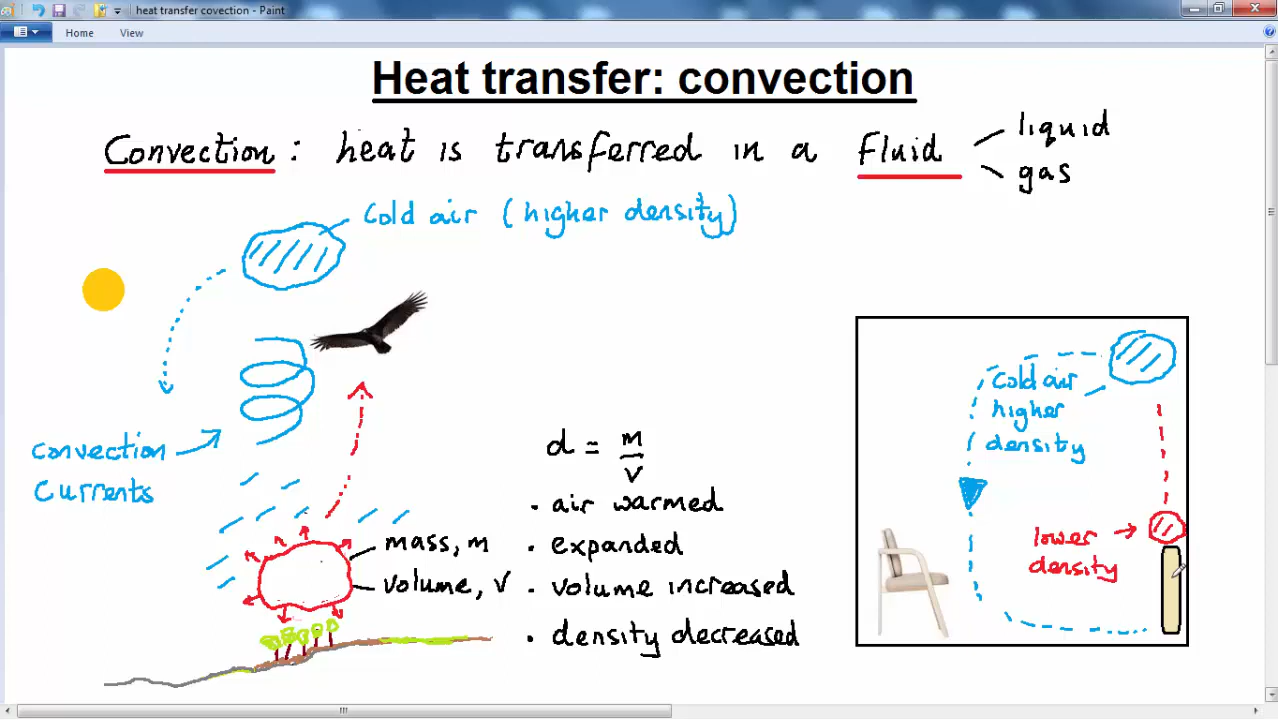 heat transfer covection - Paint
Home View
Heat transfer: convection
Convection: heat is transferred in a fluid
liquid
gas
cold air (higher density)
convection
currents
d = m
v
. air warmed
mass, m
. expanded
volume, v
. volume increased
. density decreased
cold air
higher
density
lower
density